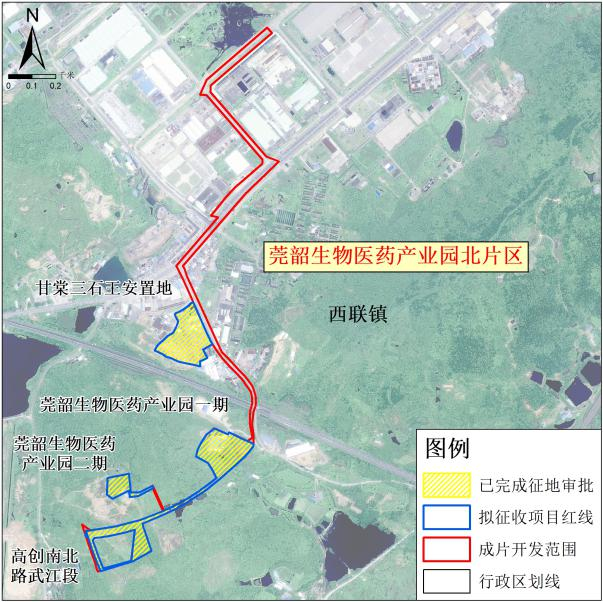 N
千米
0 0.1 0.2
莞韶生物医药产业园北片区
甘棠三石王安置地
西联镇
莞韶生物医药产业园一期
莞韶生物医药
产业园二期
高创南北
路武江段
图例
已完成征地审批
拟征收项目红线
成片开发范围
行政区划线